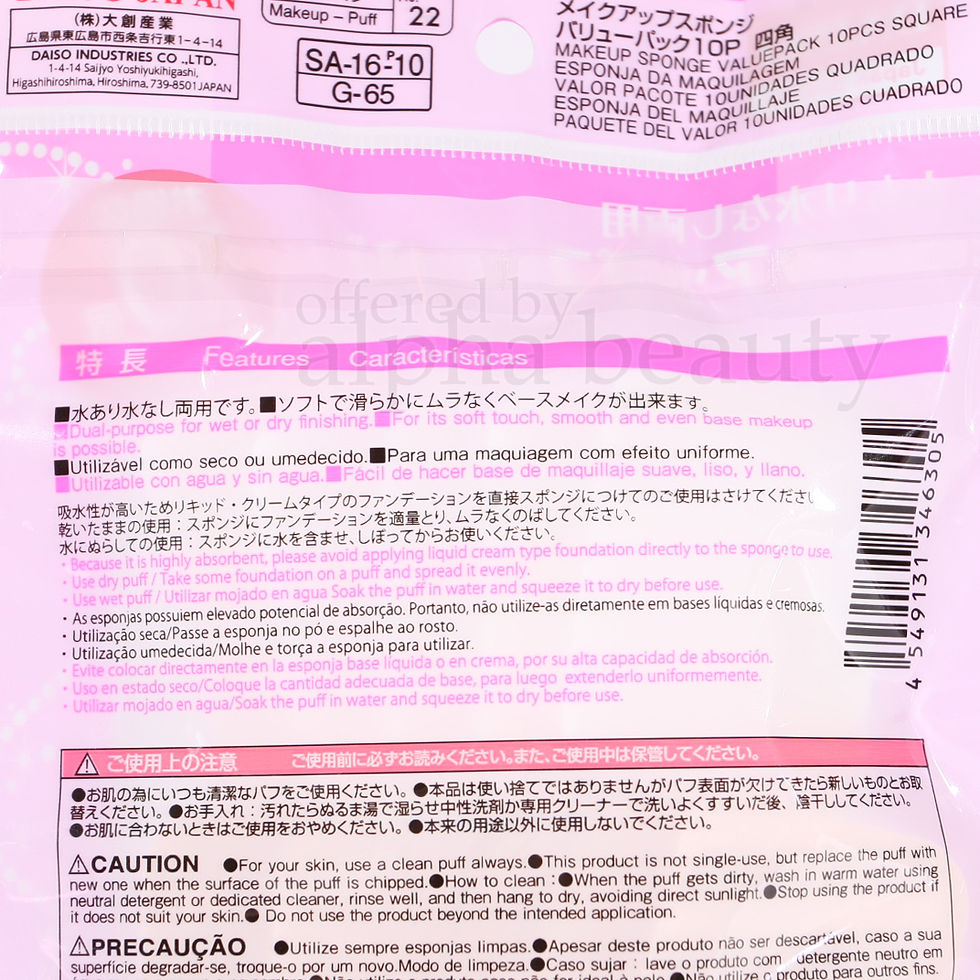 JAPAN
(株)大創産業
広島県東広島市西条吉行東1-4-14
DAISO INDUSTRIES CO.,LTD.
1-4-14 Saijyo Yoshiyukihigashi,
Higashihiroshima, Hiroshima, 739-8501 JAPAN
Makeup - Puff
22
SA-16-P-10
G-65
メイクアップスポンジ
バリューパック10P 四角
MAKEUP SPONGE VALUEPACK 10PCS SQUARE
ESPONJA DA MAQUILAGEM
VALOR PACOTE 10UNIDADES QUADRADO
ESPONJA DEL MAQUILLAJE
PAQUETE DEL VALOR 10UNIDADES CUADRADO
offered by
alpha beauty
特長 Features Características
■水あり水なし両用です。■ソフトで滑らかにムラなくベースメイクが出来ます。
■Dual-purpose for wet or dry finishing.■For its soft touch, smooth and even base makeup
is possible.
■Utilizável como seco ou umedecido.■Para uma maquiagem com efeito uniforme.
■Utilizable con agua y sin agua.■Fácil de hacer base de maquillaje suave, liso, y llano.
吸水性が高いためリキッド・クリームタイプのファンデーションを直接スポンジにつけてのご使用はさけてください
乾いたままの使用：スポンジにファンデーションを適量とり、ムラなくのばしてください。
水にぬらしての使用：スポンジに水を含ませ、しぼってからお使いください。
・Because it is highly absorbent, please avoid applying liquid cream type foundation directly to the sponge to use.
・Use dry puff / Take some foundation on a puff and spread it evenly.
・Use wet puff / Utilizar mojado en agua Soak the puff in water and squeeze it to dry before use.
・As esponjas possuiem elevado potencial de absorção. Portanto, não utilize-as diretamente em bases líquidas e cremosas.
・Utilização seca/Passe a esponja no pó e espalhe ao rosto.
・Utilização umedecida/Molhe e torça a esponja para utilizar.
・Evite colocar directamente en la esponja base líquida o en crema, por su alta capacidad de absorción.
・Uso en estado seco/Coloque la cantidad adecuada de base, para luego extenderlo uniformemente.
・Utilizar mojado en agua/Soak the puff in water and squeeze it to dry before use.
4 549131 346305
⚠ご使用上の注意 ご使用前に必ずお読みください。また、ご使用中は保管してください。
●お肌の為にいつも清潔なパフをご使用ください。●本品は使い捨てではありませんがパフ表面が欠けてきたら新しいものとお取
替えください。●お手入れ：汚れたらぬるま湯で湿らせ中性洗剤か専用クリーナーで洗いよくすすいだ後、陰干ししてください。
●お肌に合わないときはご使用をおやめください。●本来の用途以外に使用しないでください。
⚠CAUTION ●For your skin, use a clean puff always.●This product is not single-use, but replace the puff with
new one when the surface of the puff is chipped.●How to clean :●When the puff gets dirty, wash in warm water using
neutral detergent or dedicated cleaner, rinse well, and then hang to dry, avoiding direct sunlight.●Stop using the product if
it does not suit your skin.● Do not use the product beyond the intended application.
⚠PRECAUÇÃO ●Utilize sempre esponjas limpas.●Apesar deste produto não ser descartável, caso a sua
superfície degradar-se, troque-o por um novo.Modo de limpeza.●Caso sujar : lave o produto com detergente neutro em